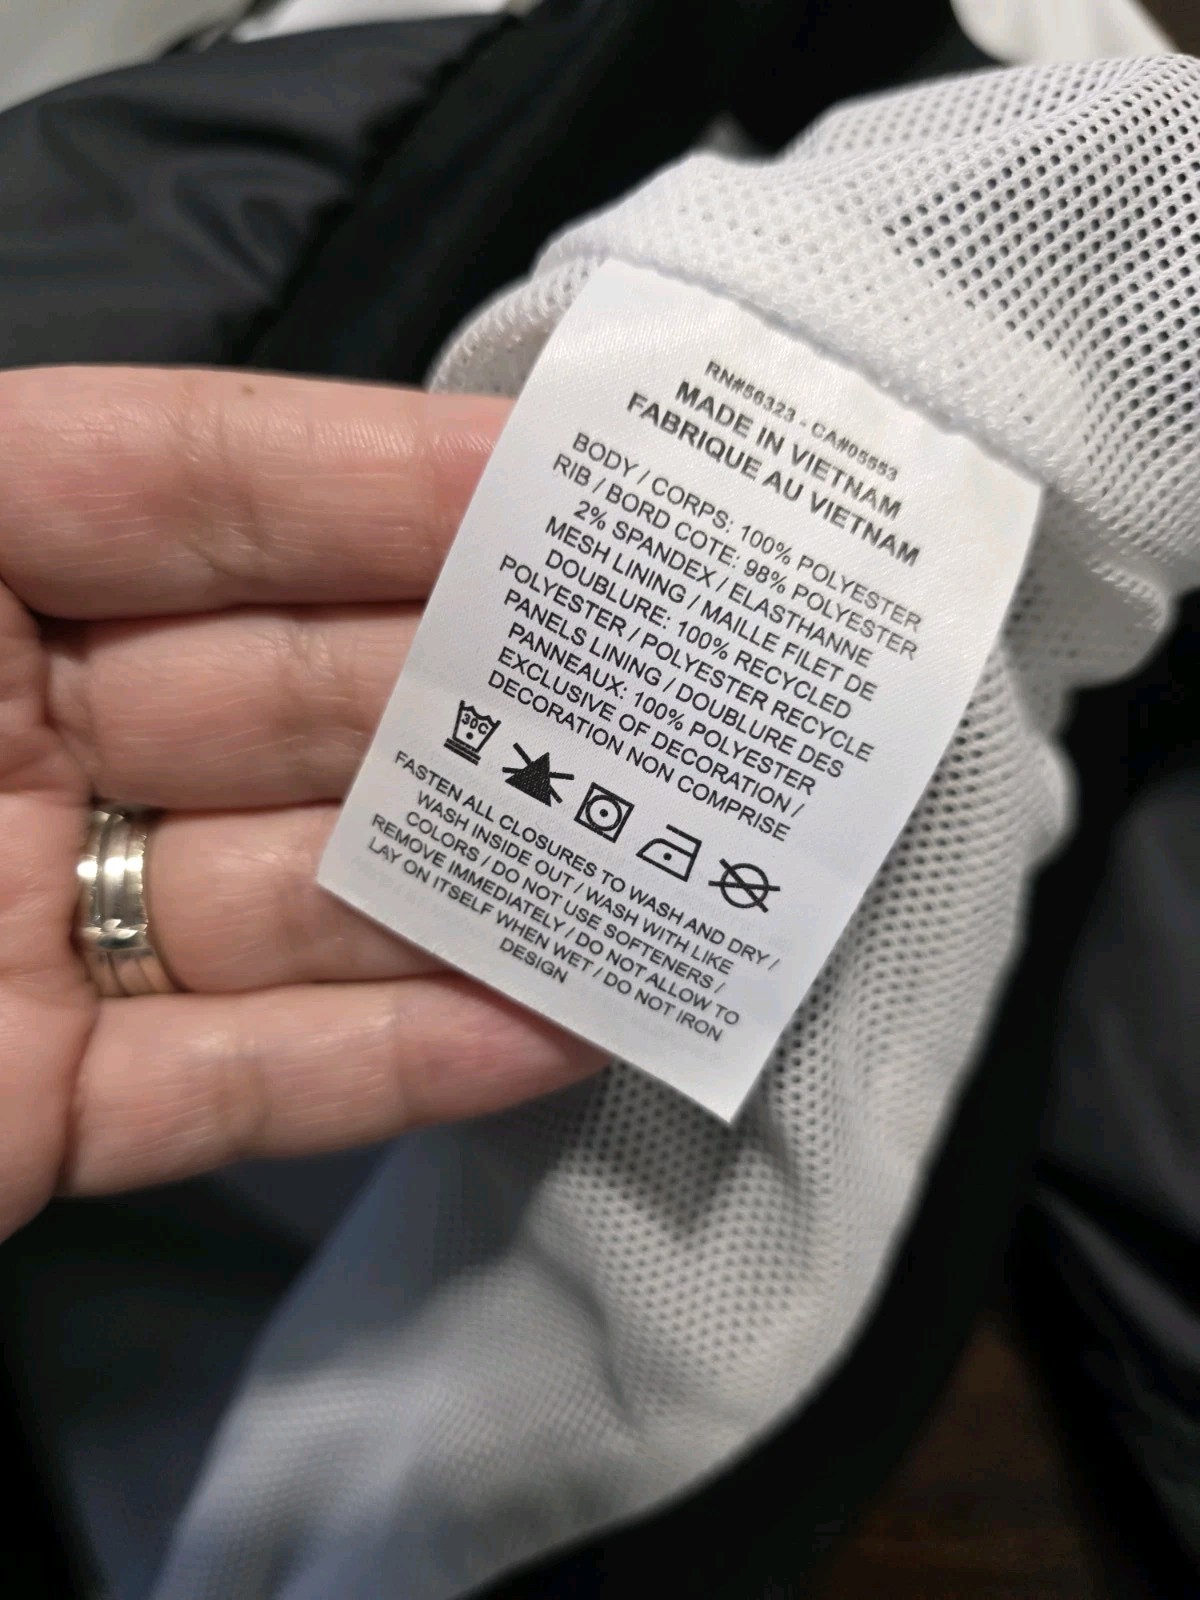 RN#56323 - CA#05553
MADE IN VIETNAM
FABRIQUE AU VIETNAM
BODY / CORPS: 100% POLYESTER
RIB / BORD COTE: 98% POLYESTER
2% SPANDEX / ELASTHANNE
MESH LINING / MAILLE FILET DE
DOUBLURE: 100% RECYCLED
POLYESTER / POLYESTER RECYCLE
PANELS LINING / DOUBLURE DES
PANNEAUX: 100% POLYESTER
EXCLUSIVE OF DECORATION /
DECORATION NON COMPRISE
30C
FASTEN ALL CLOSURES TO WASH AND DRY /
WASH INSIDE OUT / WASH WITH LIKE
COLORS / DO NOT USE SOFTENERS /
REMOVE IMMEDIATELY / DO NOT ALLOW TO
LAY ON ITSELF WHEN WET / DO NOT IRON
DESIGN